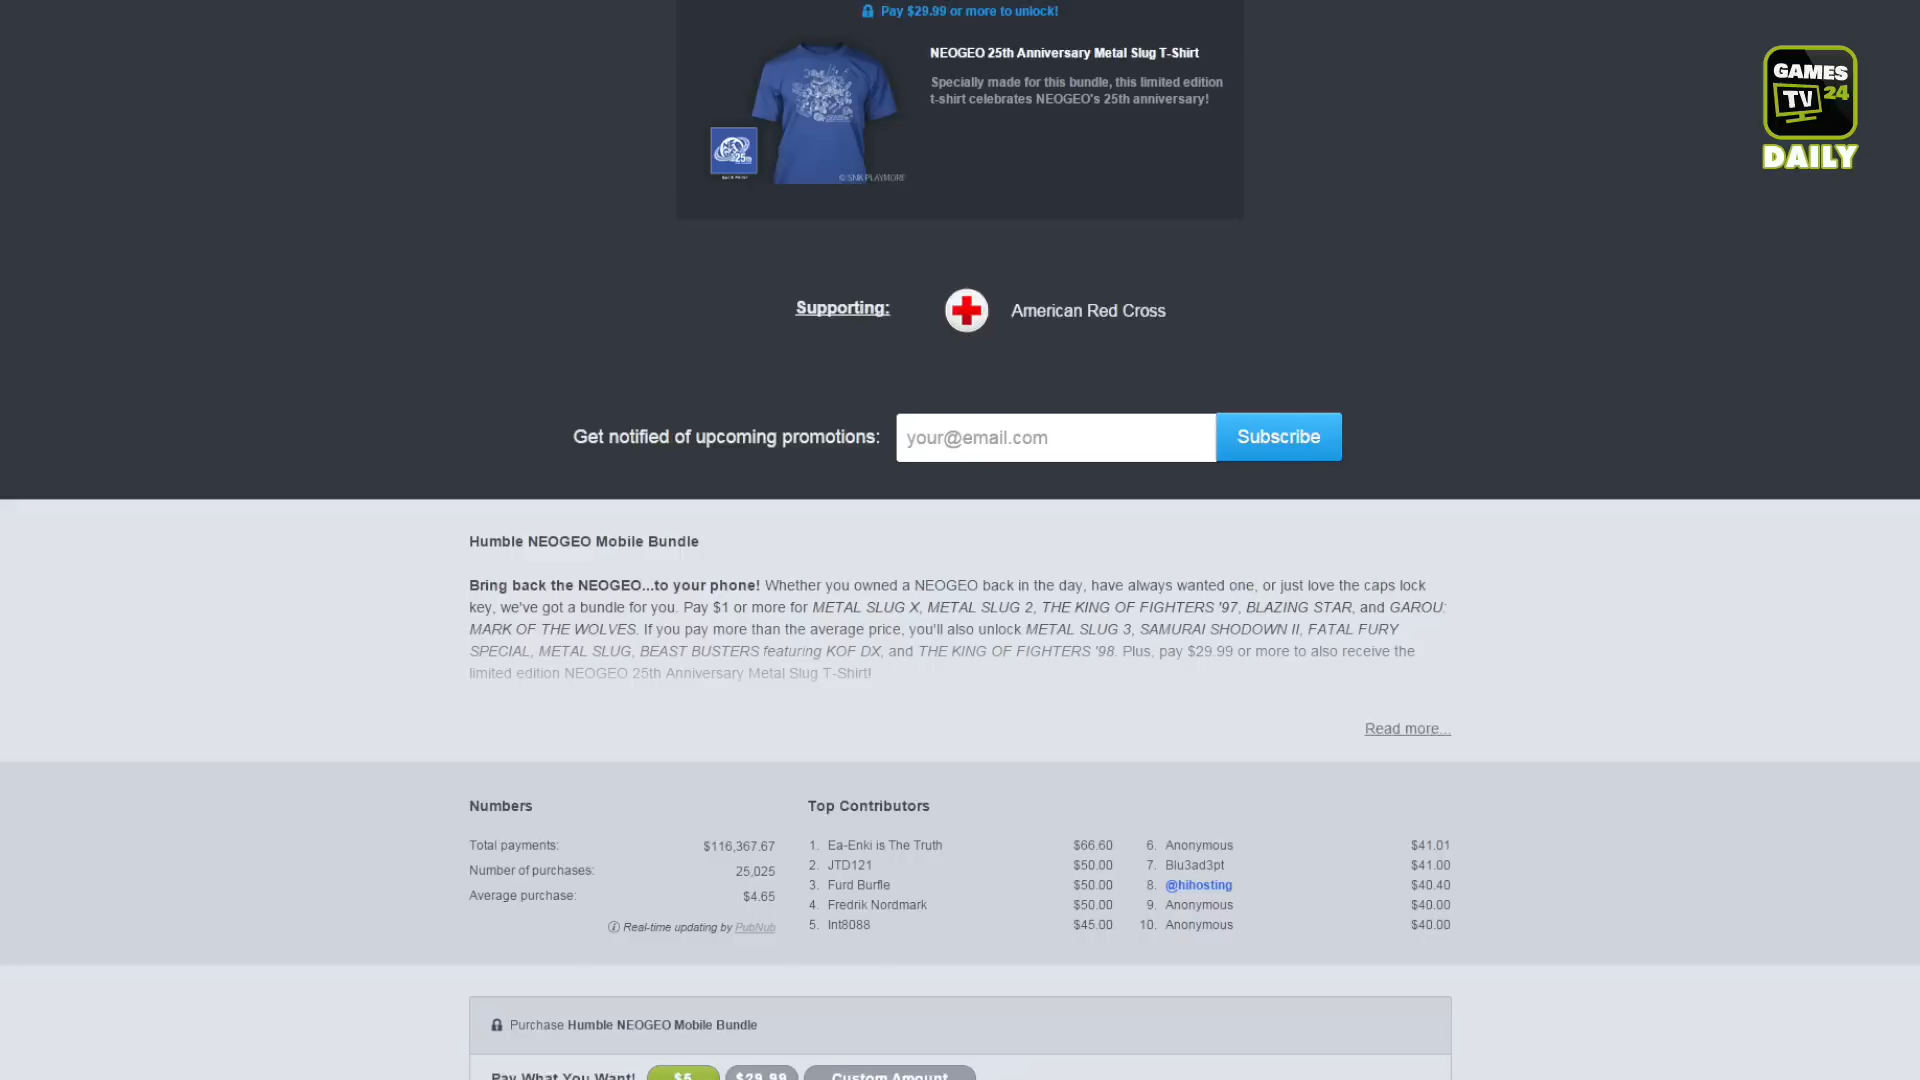 Pay $29.99 or more to unlock!
NEOGEO 25th Anniversary Metal Slug T-Shirt
Specially made for this bundle, this limited edition
t-shirt celebrates NEOGEO's 25th anniversary!
25th
© SNK PLAYMORE
GAMES
TV 24
DAILY
Supporting:
American Red Cross
Get notified of upcoming promotions:
your@email.com
Subscribe
Humble NEOGEO Mobile Bundle
Bring back the NEOGEO...to your phone! Whether you owned a NEOGEO back in the day, have always wanted one, or just love the caps lock
key, we've got a bundle for you. Pay $1 or more for METAL SLUG X, METAL SLUG 2, THE KING OF FIGHTERS '97, BLAZING STAR, and GAROU:
MARK OF THE WOLVES. If you pay more than the average price, you'll also unlock METAL SLUG 3, SAMURAI SHODOWN II, FATAL FURY
SPECIAL, METAL SLUG, BEAST BUSTERS featuring KOF DX, and THE KING OF FIGHTERS '98. Plus, pay $29.99 or more to also receive the
limited edition NEOGEO 25th Anniversary Metal Slug T-Shirt!
Read more...
Numbers
Total payments: $116,367.67
Number of purchases: 25,025
Average purchase: $4.65
Real-time updating by PubNub
Top Contributors
1. Ea-Enki is The Truth $66.60
2. JTD121 $50.00
3. Furd Burfle $50.00
4. Fredrik Nordmark $50.00
5. Int8088 $45.00
6. Anonymous $41.01
7. Blu3ad3pt $41.00
8. @hihosting $40.40
9. Anonymous $40.00
10. Anonymous $40.00
Purchase Humble NEOGEO Mobile Bundle
Pay What You Want! $5 $29.99 Custom Amount